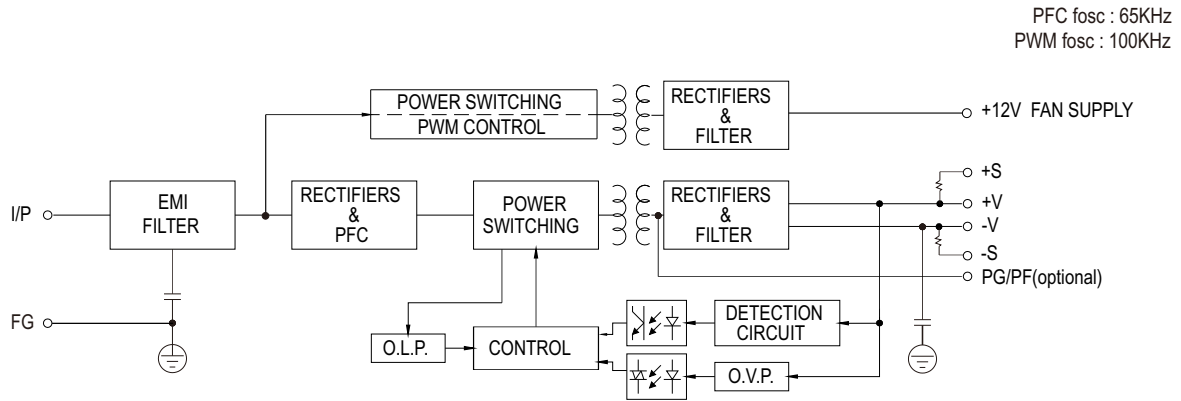 PFC fosc : 65KHz
PWM fosc : 100KHz
POWER SWITCHING
PWM CONTROL
RECTIFIERS
&
FILTER
+12V FAN SUPPLY
I/P
EMI
FILTER
RECTIFIERS
&
PFC
POWER
SWITCHING
RECTIFIERS
&
FILTER
+S
+V
-V
-S
PG/PF(optional)
FG
O.L.P.
CONTROL
DETECTION
CIRCUIT
O.V.P.